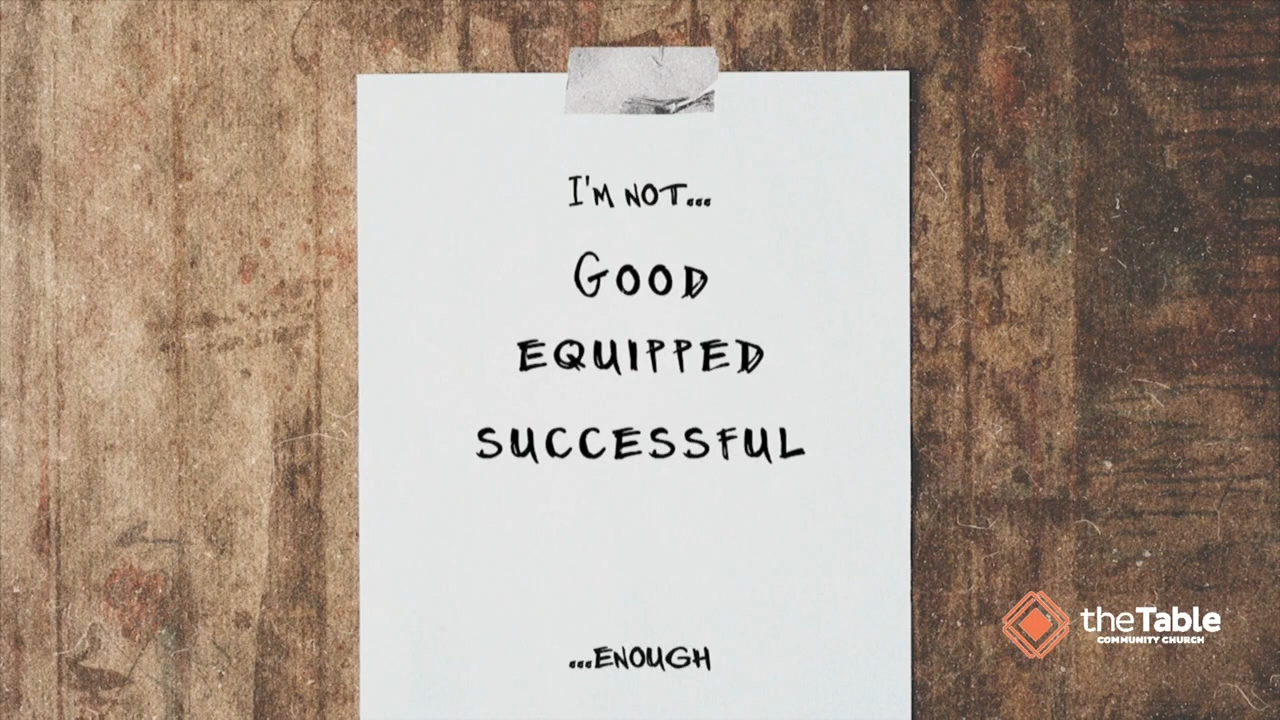 I'm not...
Good
EQUIPPED
SUCCESSFUL
...ENOUGH
theTable
COMMUNITY CHURCH